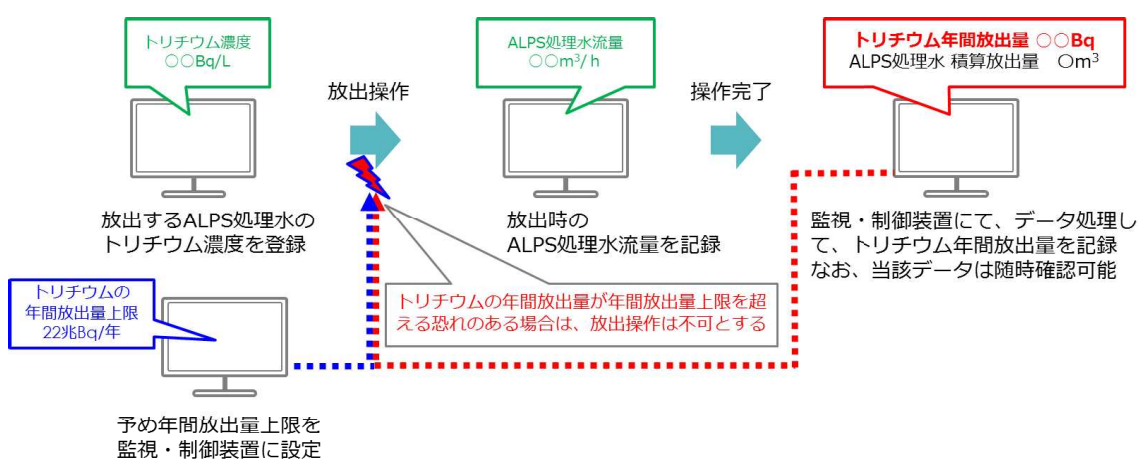 トリチウム濃度
○○Bq/L
放出するALPS処理水の
トリチウム濃度を登録
放出操作
ALPS処理水流量
○○m³/h
放出時の
ALPS処理水流量を記録
操作完了
トリチウム年間放出量 ○○Bq
ALPS処理水 積算放出量 ○m³
監視・制御装置にて、データ処理し
て、トリチウム年間放出量を記録
なお、当該データは随時確認可能
トリチウムの年間放出量が年間放出量上限を超
える恐れのある場合は、放出操作は不可とする
トリチウムの
年間放出量上限
22兆Bq/年
予め年間放出量上限を
監視・制御装置に設定